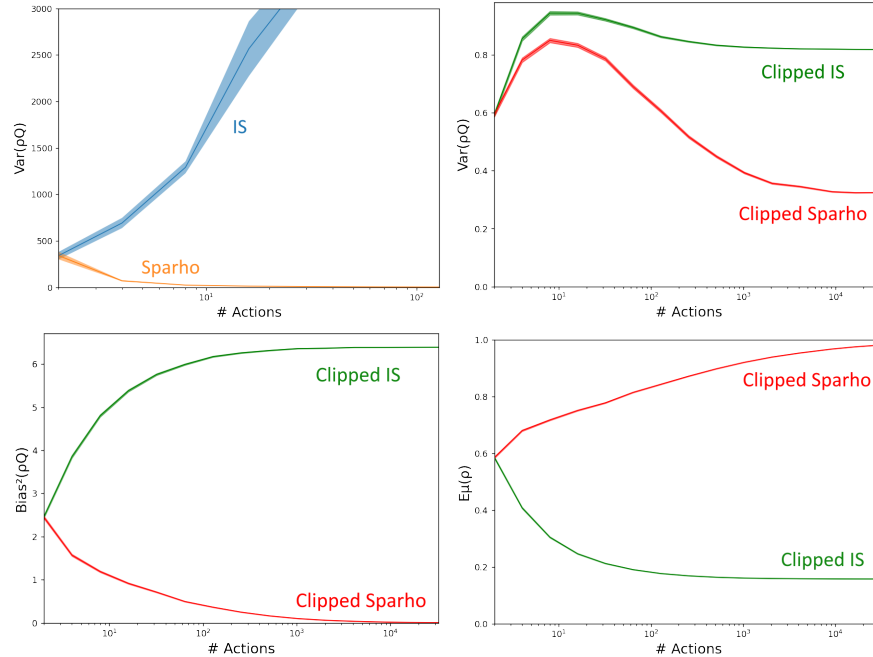 3000
2500
2000
1500
1000
500
0
Var(ρQ)
IS
Sparho
10¹
10²
# Actions
0.8
0.6
0.4
0.2
0.0
Var(ρQ)
Clipped IS
Clipped Sparho
10¹
10²
10³
10⁴
# Actions
6
5
4
3
2
1
0
Bias²(ρQ)
Clipped IS
Clipped Sparho
10¹
10²
10³
10⁴
# Actions
1.0
0.8
0.6
0.4
0.2
0.0
Eμ(ρ)
Clipped Sparho
Clipped IS
10¹
10²
10³
10⁴
# Actions